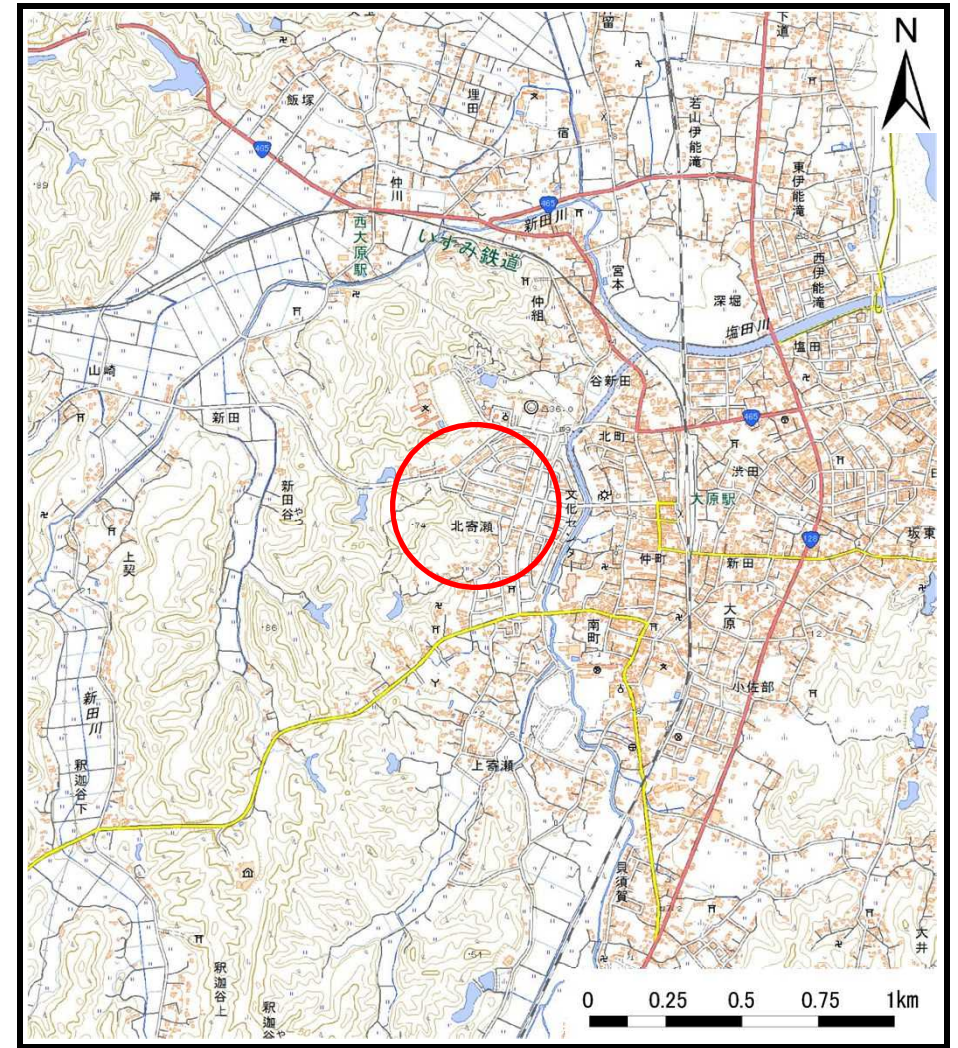 N
飯塚
埋田
宿
若山伊能滝
東伊能滝
465
岸
仲川
西大原駅
465
新田川
いすみ鉄道
宮本
西伊能滝
深堀
塩田川
仲組
塩田
山崎
谷新田
新田
465
北町
渋田
新田谷
やつ
文化センター
大原駅
上契
北寄瀬
128
坂東
仲町
新田
大原
南町
小佐部
新田川
釈迦谷下
上寄瀬
貝須賀
大井
釈迦谷上
釈迦谷
0 0.25 0.5 0.75 1km